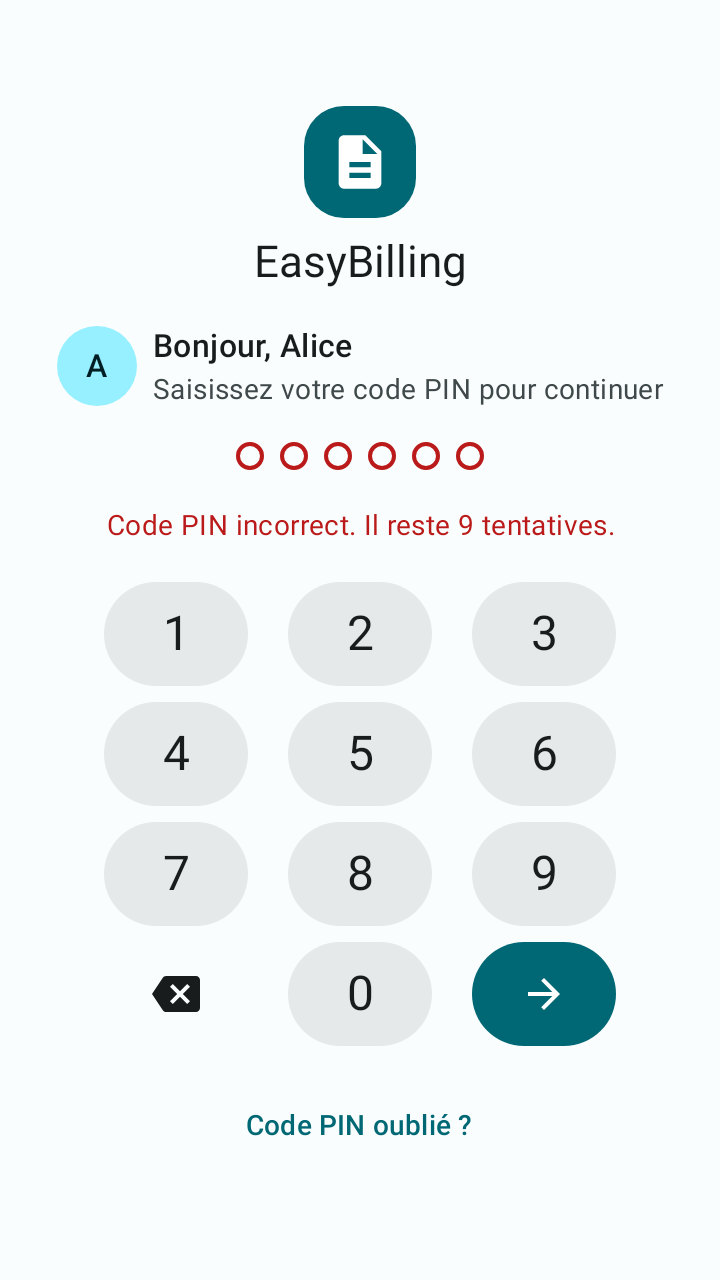 EasyBilling
A
Bonjour, Alice
Saisissez votre code PIN pour continuer
Code PIN incorrect. Il reste 9 tentatives.
1 2 3
4 5 6
7 8 9
0
Code PIN oublié ?